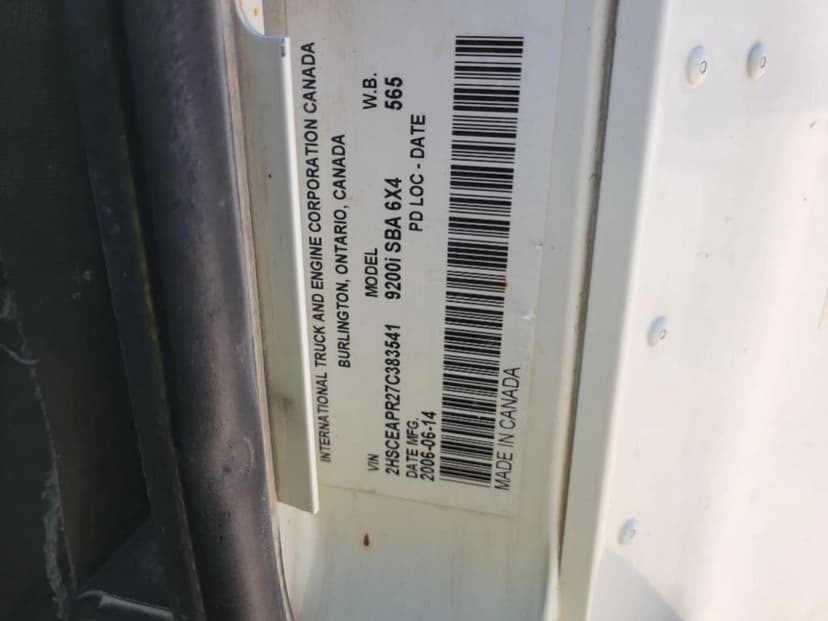 INTERNATIONAL TRUCK AND ENGINE CORPORATION CANADA
BURLINGTON, ONTARIO, CANADA
VIN MODEL W.B.
2HSCEAPR27C383541 9200i SBA 6X4 565
DATE MFG. PD LOC - DATE
2006-06-14
MADE IN CANADA